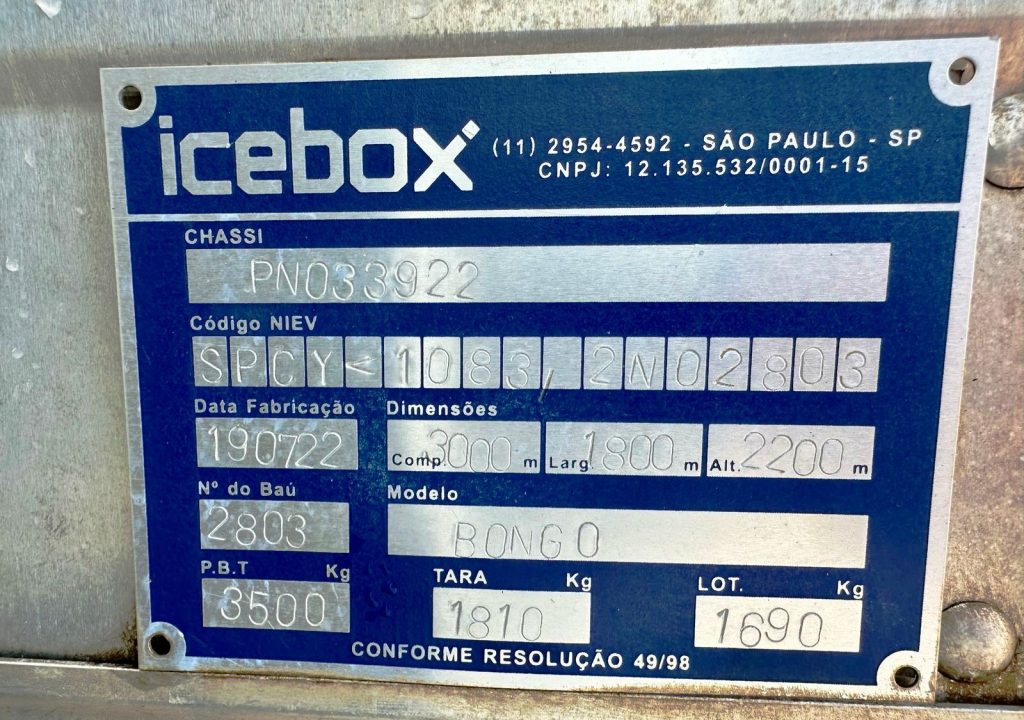 icebox
(11) 2954-4592 - SÃO PAULO - SP
CNPJ: 12.135.532/0001-15
CHASSI
PN033922
Código NIEV
SPCY<1083,2N02803
Data Fabricação Dimensões
190722 Comp. 3000 m Larg. 1800 m Alt. 2200 m
Nº do Baú Modelo
2803 BONGO
P.B.T Kg TARA Kg LOT. Kg
3500 1810 1690
CONFORME RESOLUÇÃO 49/98